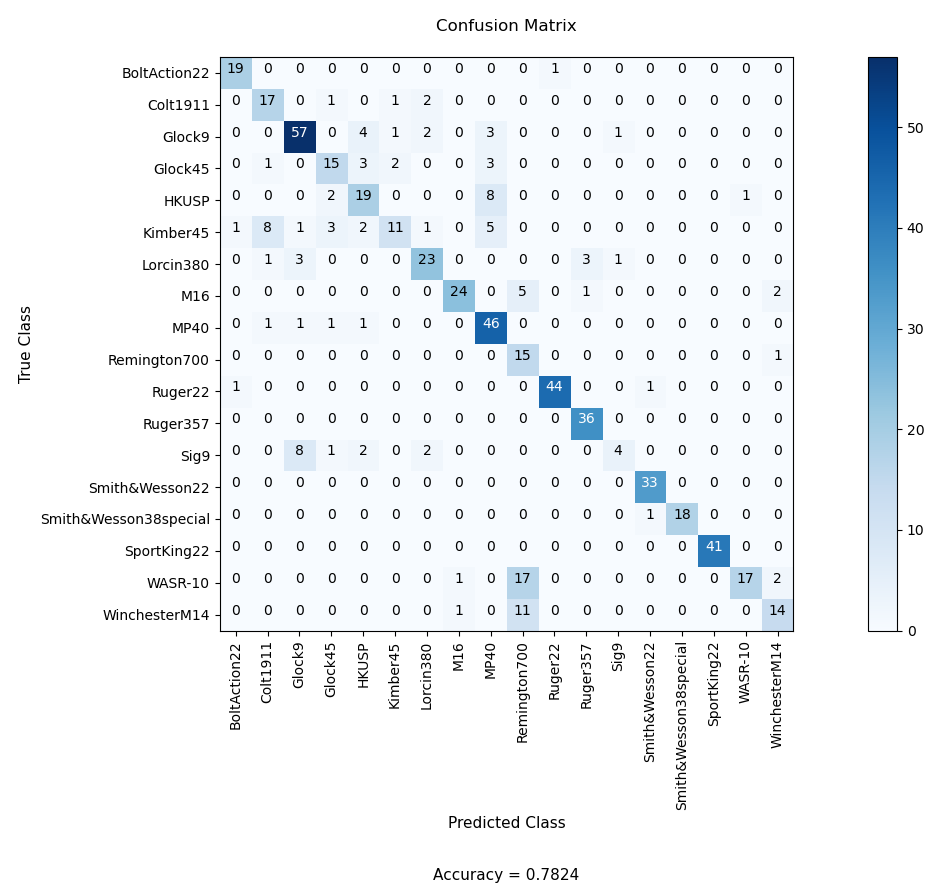 Confusion Matrix
BoltAction22 19 0 0 0 0 0 0 0 0 0 1 0 0 0 0 0 0 0
Colt1911 0 17 0 1 0 1 2 0 0 0 0 0 0 0 0 0 0 0
50
Glock9 0 0 57 0 4 1 2 0 3 0 0 0 1 0 0 0 0 0
Glock45 0 1 0 15 3 2 0 0 3 0 0 0 0 0 0 0 0 0
HKUSP 0 0 0 2 19 0 0 0 8 0 0 0 0 0 0 0 1 0
40
Kimber45 1 8 1 3 2 11 1 0 5 0 0 0 0 0 0 0 0 0
Lorcin380 0 1 3 0 0 0 23 0 0 0 0 3 1 0 0 0 0 0
M16 0 0 0 0 0 0 0 24 0 5 0 1 0 0 0 0 0 2
30
MP40 0 1 1 1 1 0 0 0 46 0 0 0 0 0 0 0 0 0
True Class
Remington700 0 0 0 0 0 0 0 0 0 15 0 0 0 0 0 0 0 1
Ruger22 1 0 0 0 0 0 0 0 0 0 44 0 0 1 0 0 0 0
Ruger357 0 0 0 0 0 0 0 0 0 0 0 36 0 0 0 0 0 0
20
Sig9 0 0 8 1 2 0 2 0 0 0 0 0 4 0 0 0 0 0
Smith&Wesson22 0 0 0 0 0 0 0 0 0 0 0 0 0 33 0 0 0 0
Smith&Wesson38special 0 0 0 0 0 0 0 0 0 0 0 0 0 1 18 0 0 0
10
SportKing22 0 0 0 0 0 0 0 0 0 0 0 0 0 0 0 41 0 0
WASR-10 0 0 0 0 0 0 0 1 0 17 0 0 0 0 0 0 17 2
WinchesterM14 0 0 0 0 0 0 0 1 0 11 0 0 0 0 0 0 0 14
0
BoltAction22
Colt1911
Glock9
Glock45
HKUSP
Kimber45
Lorcin380
M16
MP40
Remington700
Ruger22
Ruger357
Sig9
Smith&Wesson22
Smith&Wesson38special
SportKing22
WASR-10
WinchesterM14
Predicted Class
Accuracy = 0.7824